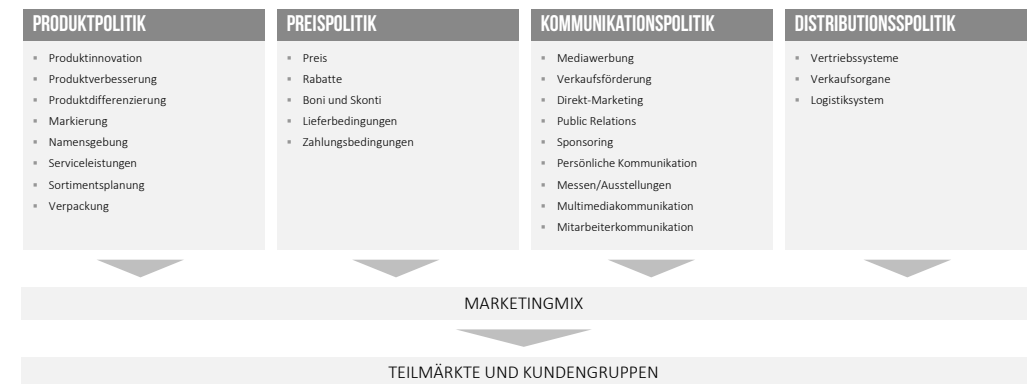 PRODUKTPOLITIK
Produktinnovation
Produktverbesserung
Produktdifferenzierung
Markierung
Namensgebung
Serviceleistungen
Sortimentsplanung
Verpackung
PREISPOLITIK
Preis
Rabatte
Boni und Skonti
Lieferbedingungen
Zahlungsbedingungen
KOMMUNIKATIONSPOLITIK
Mediawerbung
Verkaufsförderung
Direkt-Marketing
Public Relations
Sponsoring
Persönliche Kommunikation
Messen/Ausstellungen
Multimediakommunikation
Mitarbeiterkommunikation
DISTRIBUTIONSSPOLITIK
Vertriebssysteme
Verkaufsorgane
Logistiksystem
MARKETINGMIX
TEILMÄRKTE UND KUNDENGRUPPEN